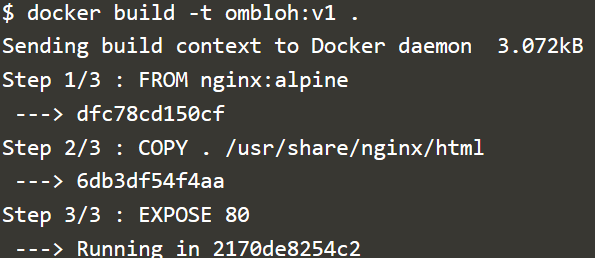 $ docker build -t ombloh:v1 .
Sending build context to Docker daemon  3.072kB
Step 1/3 : FROM nginx:alpine
 ---> dfc78cd150cf
Step 2/3 : COPY . /usr/share/nginx/html
 ---> 6db3df54f4aa
Step 3/3 : EXPOSE 80
 ---> Running in 2170de8254c2